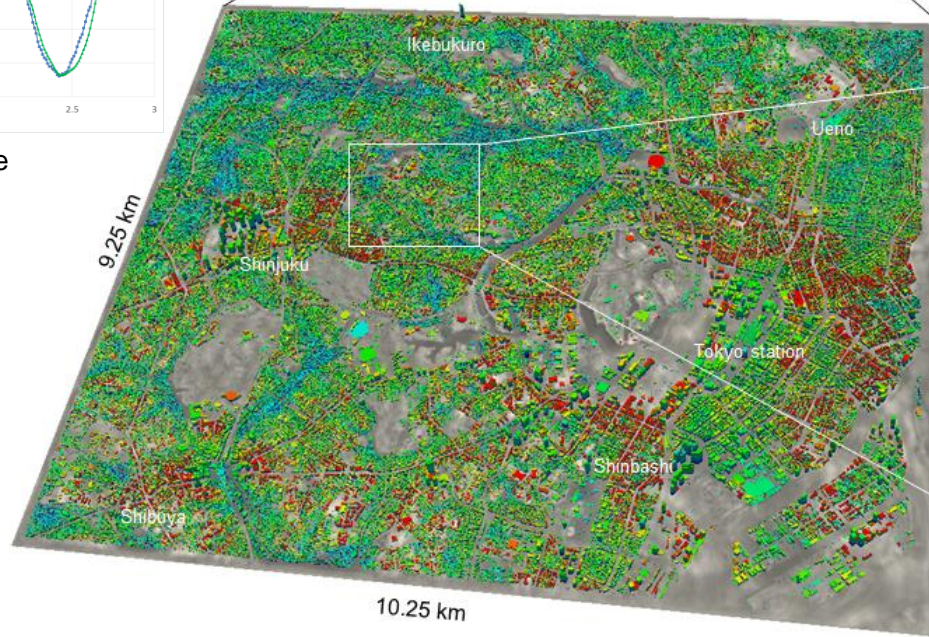 2.5
3
e
Ikebukuro
Ueno
9.25 km
Shinjuku
Tokyo station
Shinbashi
Shibuya
10.25 km